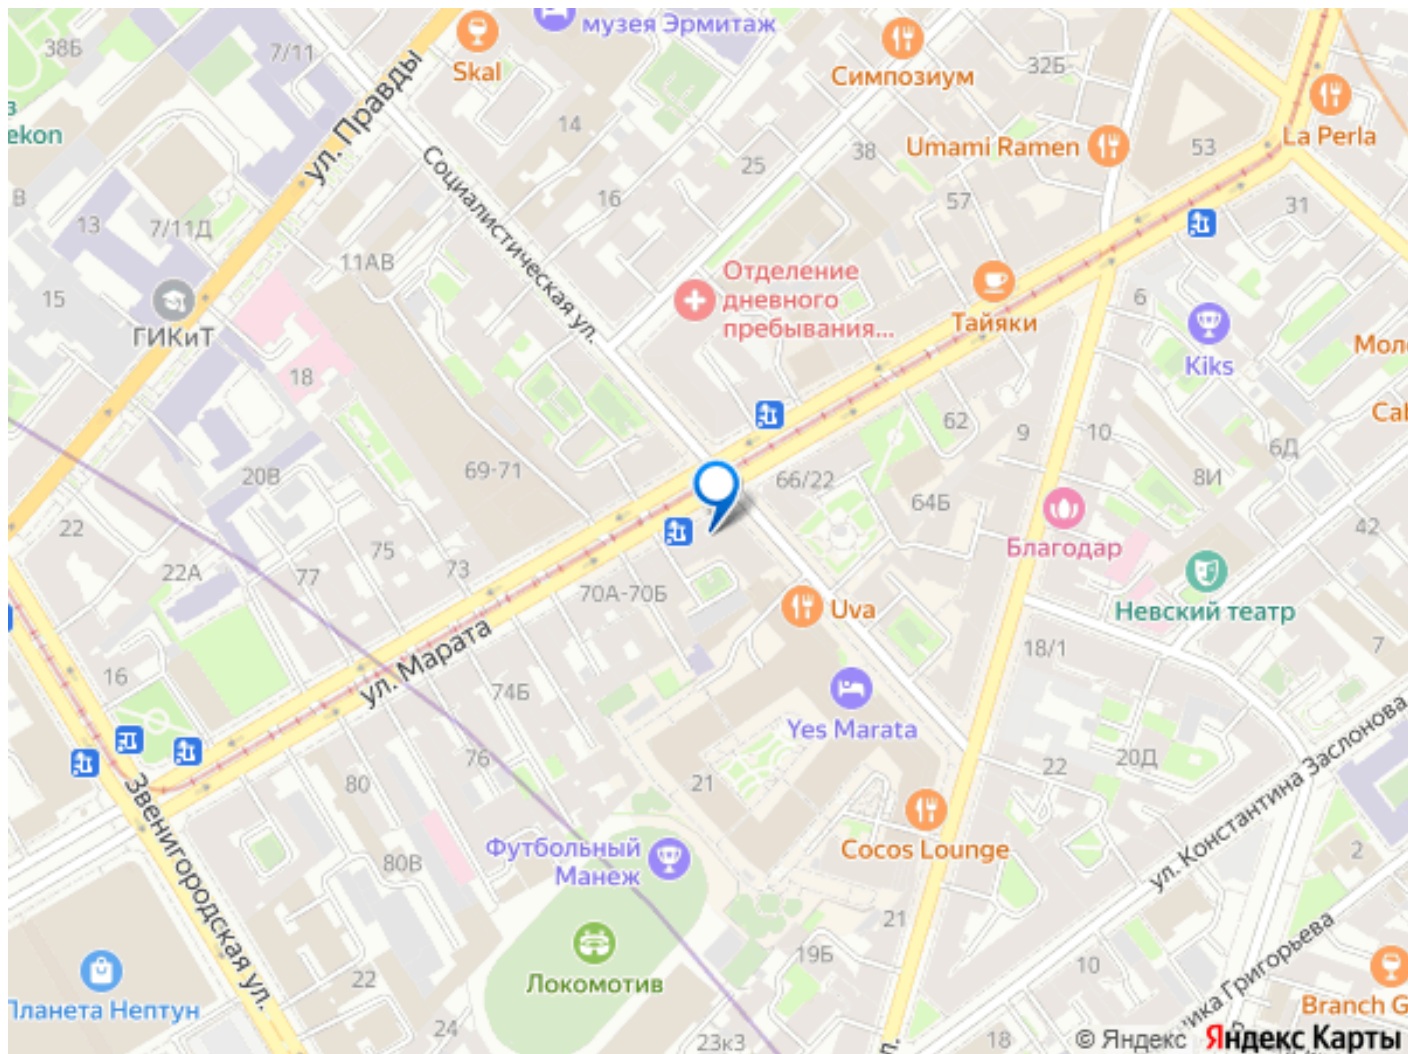 музея Эрмитаж
38Б
7/11
Skal
Симпозиум
32Б
La Perla
ekon
ул. Правды
14
25
38
Umami Ramen
53
Социалистическая ул.
В
13
7/11Д
16
57
31
11АВ
15
ГИКиТ
Отделение
дневного
пребывания...
Тайяки
6
Kiks
18
62
9
10
6Д
69-71
66/22
8И
20В
64Б
42
22
75
Благодар
22А
77
73
70А-70Б
Uva
Невский театр
ул. Марата
18/1
7
16
74Б
Yes Marata
76
80
21
22
20Д
ул. Константина Заслонова
Звенигородская ул.
Футбольный
Манеж
Cocos Lounge
80В
2
21
19Б
10
Локомотив
22
Планета Нептун
24
23к3
18
Branch G
© Яндекс
Яндекс Карты